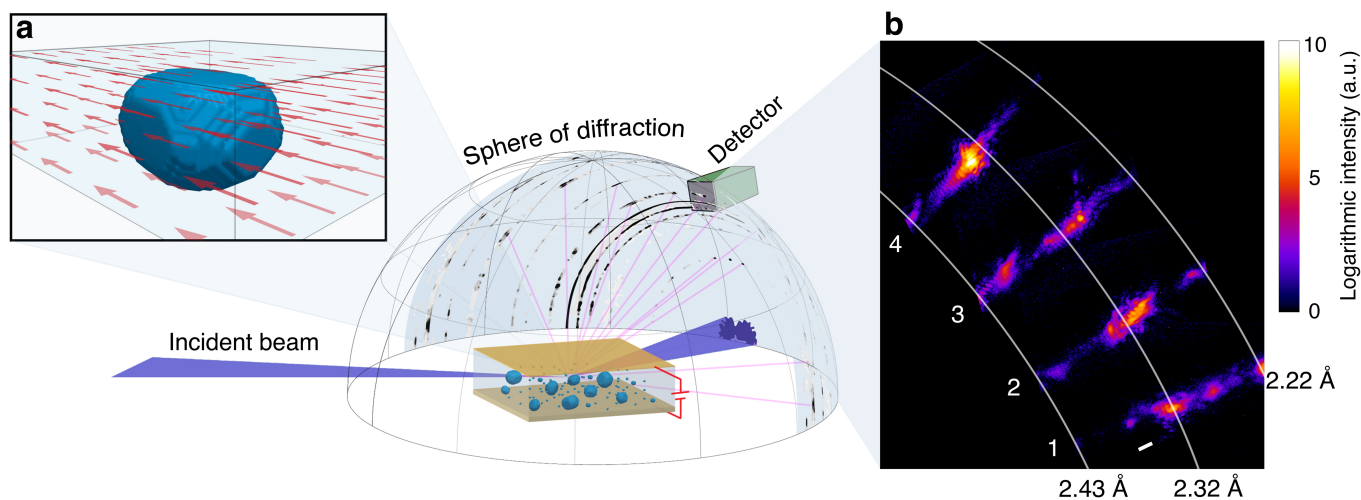 a
Sphere of diffraction
Detector
Incident beam
b
10
5
0
Logarithmic intensity (a.u.)
4
3
2
1
2.22 Å
2.43 Å
2.32 Å